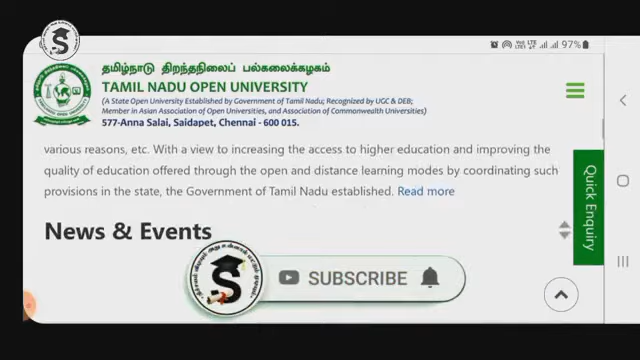 Voi LTE
97%
தமிழ்நாடு திறந்தநிலைப் பல்கலைக்கழகம்
TAMIL NADU OPEN UNIVERSITY
(A State Open University Established by Government of Tamil Nadu; Recognized by UGC & DEB;
Member in Asian Association of Open Universities, and Association of Commonwealth Universities)
577-Anna Salai, Saidapet, Chennai - 600 015.
various reasons, etc. With a view to increasing the access to higher education and improving the
quality of education offered through the open and distance learning modes by coordinating such
provisions in the state, the Government of Tamil Nadu established. Read more
Quick Enquiry
News & Events
S
SUBSCRIBE
S